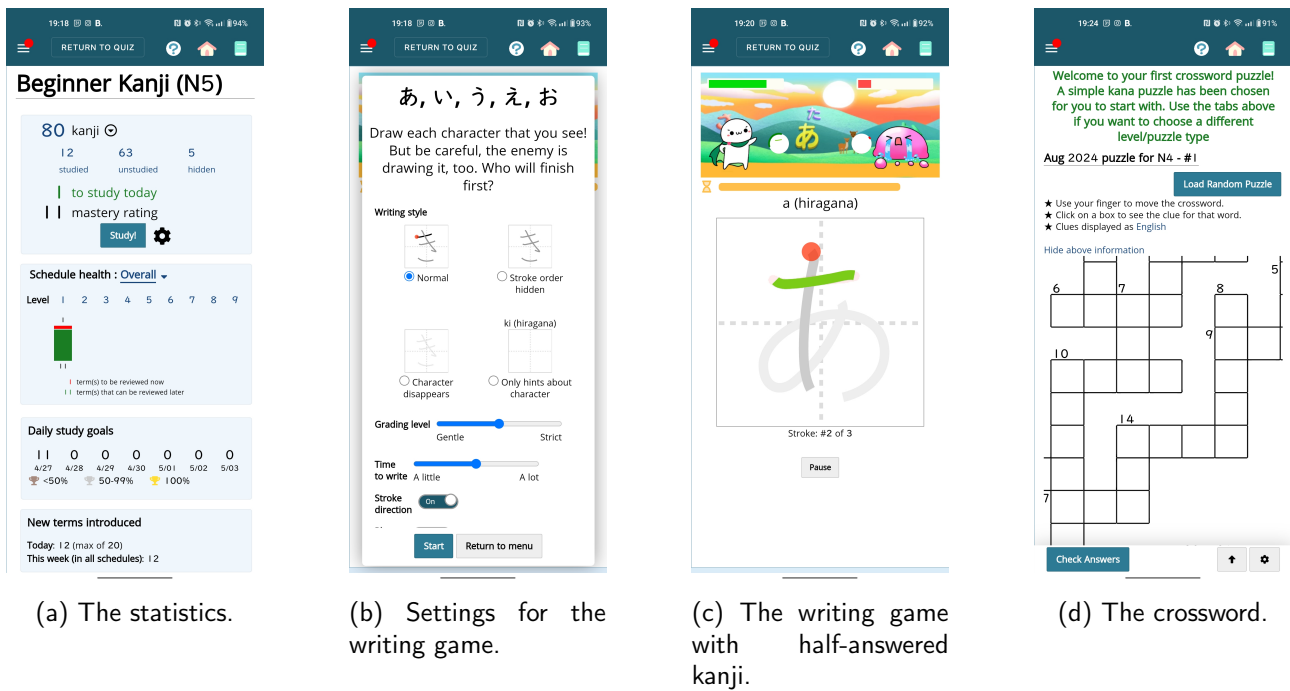 19:18 B. 94%
RETURN TO QUIZ ?
Beginner Kanji (N5)
80 kanji
12 63 5
studied unstudied hidden
1 to study today
11 mastery rating
Study!
Schedule health : Overall
Level 1 2 3 4 5 6 7 8 9
1
11
1 term(s) to be reviewed now
11 term(s) that can be reviewed later
Daily study goals
11 0 0 0 0 0 0
4/27 4/28 4/29 4/30 5/01 5/02 5/03
<50% 50-99% 100%
New terms introduced
Today: 12 (max of 20)
This week (in all schedules): 12
(a) The statistics.
19:18 B. 93%
RETURN TO QUIZ ?
あ, い, う, え, お
Draw each character that you see!
But be careful, the enemy is
drawing it, too. Who will finish
first?
Writing style
き き
Normal Stroke order
hidden
ki (hiragana)
き
Character Only hints about
disappears character
Grading level
Gentle Strict
Time
to write A little A lot
Stroke
direction On
Start Return to menu
(b) Settings for the
writing game.
19:20 B. 92%
RETURN TO QUIZ ?
た
あ
a (hiragana)
あ
Stroke: #2 of 3
Pause
(c) The writing game
with half-answered
kanji.
19:24 B. 91%
?
Welcome to your first crossword puzzle!
A simple kana puzzle has been chosen
for you to start with. Use the tabs above
if you want to choose a different
level/puzzle type
Aug 2024 puzzle for N4 - #1
Load Random Puzzle
★ Use your finger to move the crossword.
★ Click on a box to see the clue for that word.
★ Clues displayed as English
Hide above information
5
6 7 8
9
10
14
7
Check Answers
(d) The crossword.